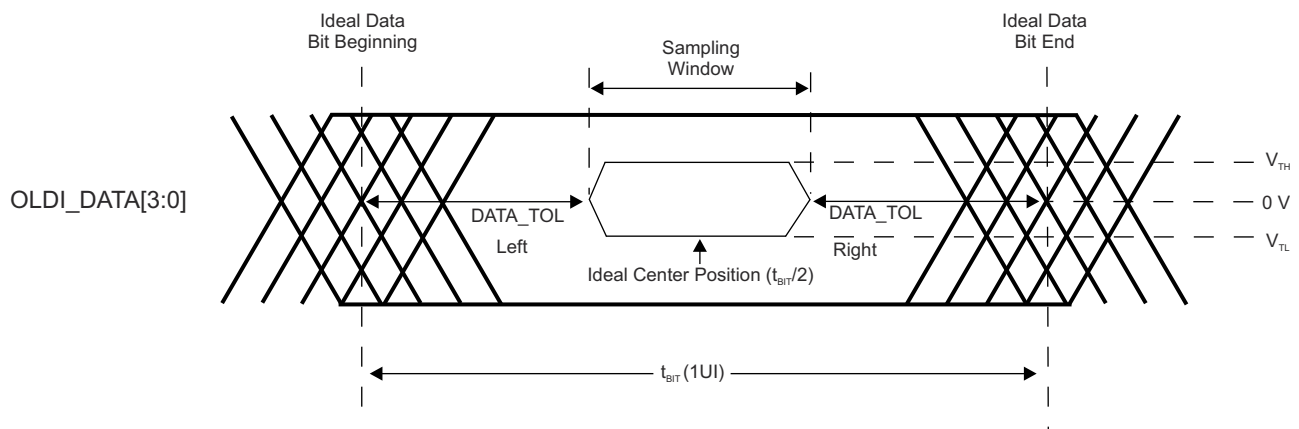 Ideal Data
Bit Beginning
Ideal Data
Bit End
Sampling
Window
V_TH
OLDI_DATA[3:0]
0 V
DATA_TOL
Left
DATA_TOL
Right
V_TL
Ideal Center Position (t_BIT/2)
t_BIT (1UI)